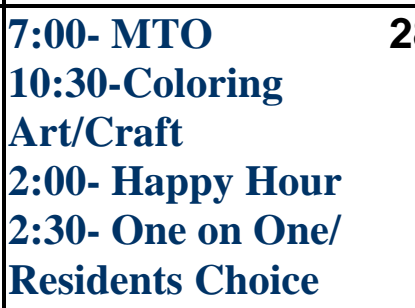 7:00- MTO
10:30-Coloring
Art/Craft
2:00- Happy Hour
2:30- One on One/
Residents Choice